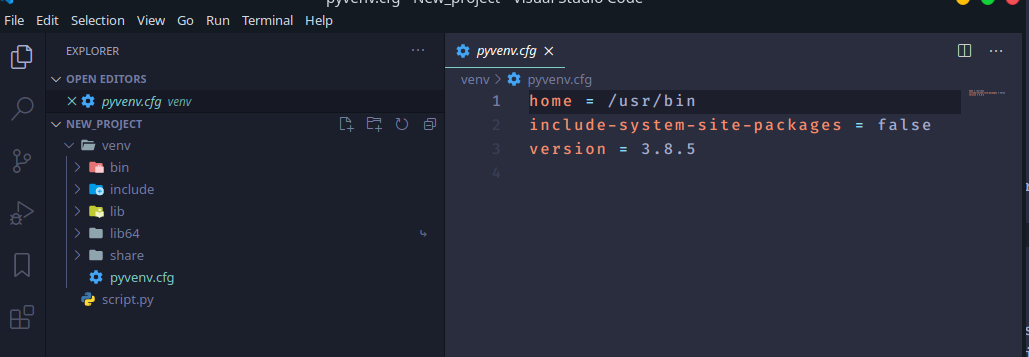 pyvenv.cfg - New_project - Visual Studio Code
File Edit Selection View Go Run Terminal Help
EXPLORER ...
OPEN EDITORS
pyvenv.cfg venv
NEW_PROJECT
venv
bin
include
lib
lib64
share
pyvenv.cfg
script.py
pyvenv.cfg
venv > pyvenv.cfg
1 home = /usr/bin
2 include-system-site-packages = false
3 version = 3.8.5
4